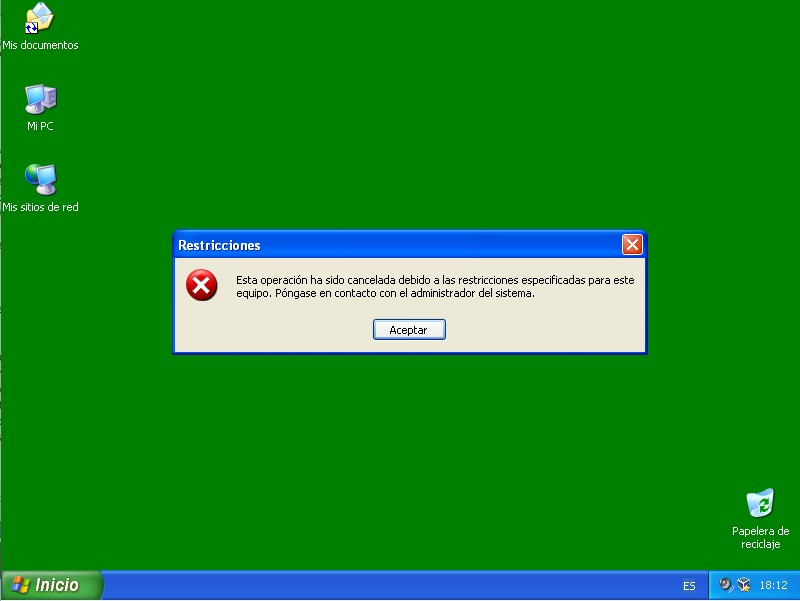 Mis documentos
Mi PC
Mis sitios de red
Restricciones
Esta operación ha sido cancelada debido a las restricciones especificadas para este
equipo. Póngase en contacto con el administrador del sistema.
Aceptar
Papelera de
reciclaje
Inicio
ES
18:12